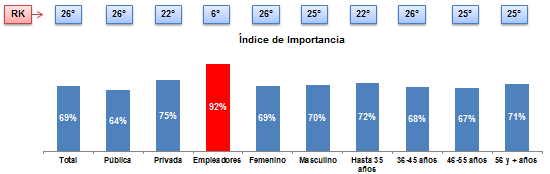 RK 26° 26° 22° 6° 26° 25° 22° 26° 25° 25°
Índice de Importancia
69% 64% 75% 92% 69% 70% 72% 68% 67% 71%
Total Pública Privada Empleadores Femenino Masculino Hasta 35 años 36-45 años 46-55 años 56 y + años